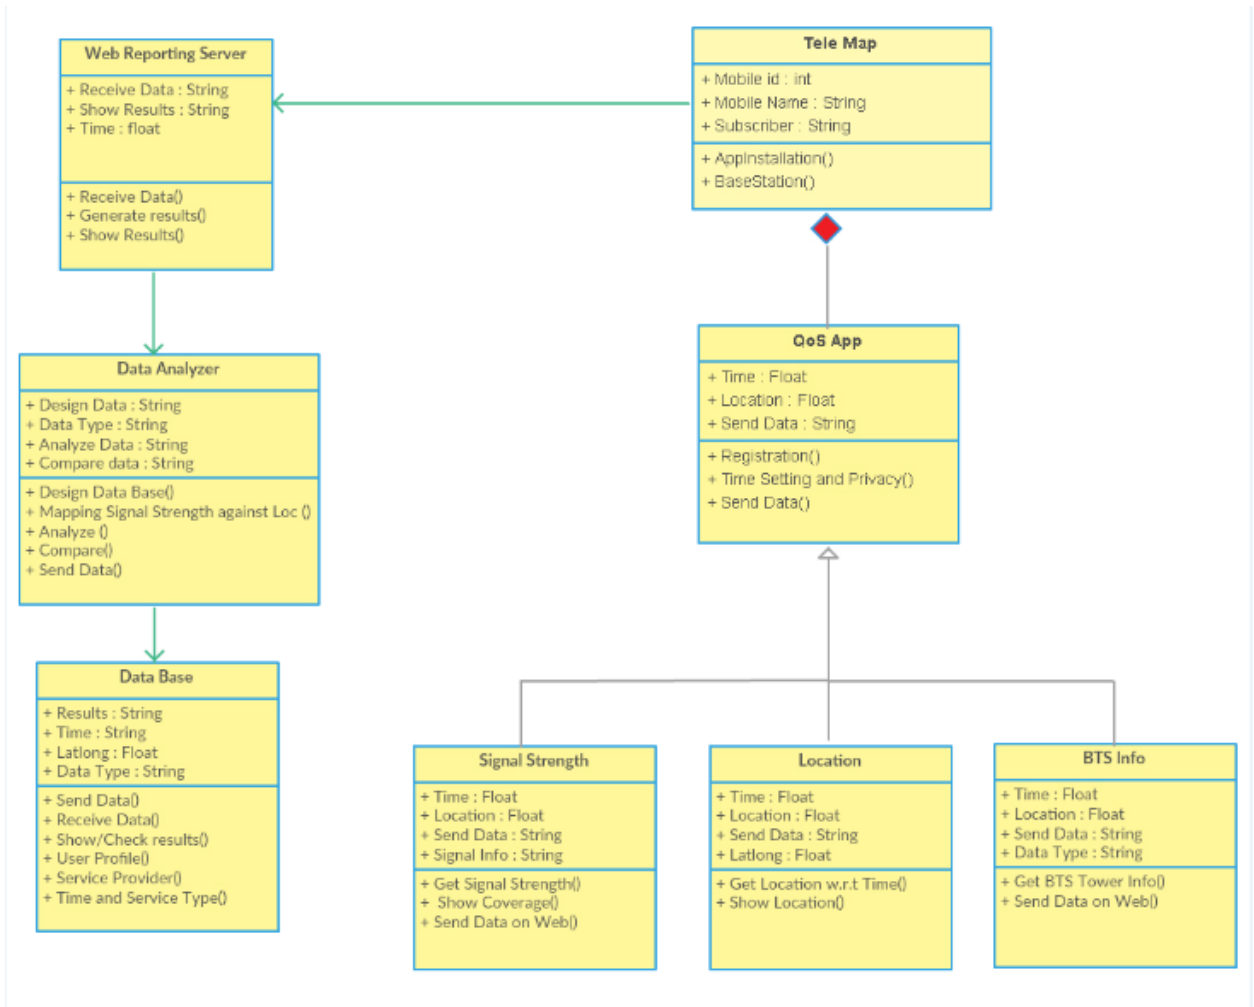 Web Reporting Server
+ Receive Data : String
+ Show Results : String
+ Time : float
+ Receive Data()
+ Generate results()
+ Show Results()
Tele Map
+ Mobile id : int
+ Mobile Name : String
+ Subscriber : String
+ AppInstallation()
+ BaseStation()
QoS App
+ Time : Float
+ Location : Float
+ Send Data : String
+ Registration()
+ Time Setting and Privacy()
+ Send Data()
Data Analyzer
+ Design Data : String
+ Data Type : String
+ Analyze Data : String
+ Compare data : String
+ Design Data Base()
+ Mapping Signal Strength against Loc ()
+ Analyze ()
+ Compare()
+ Send Data()
Data Base
+ Results : String
+ Time : String
+ Latlong : Float
+ Data Type : String
+ Send Data()
+ Receive Data()
+ Show/Check results()
+ User Profile()
+ Service Provider()
+ Time and Service Type()
Signal Strength
+ Time : Float
+ Location : Float
+ Send Data : String
+ Signal Info : String
+ Get Signal Strength()
+ Show Coverage()
+ Send Data on Web()
Location
+ Time : Float
+ Location : Float
+ Send Data : String
+ Latlong : Float
+ Get Location w.r.t Time()
+ Show Location()
BTS Info
+ Time : Float
+ Location : Float
+ Send Data : String
+ Data Type : String
+ Get BTS Tower Info()
+ Send Data on Web()